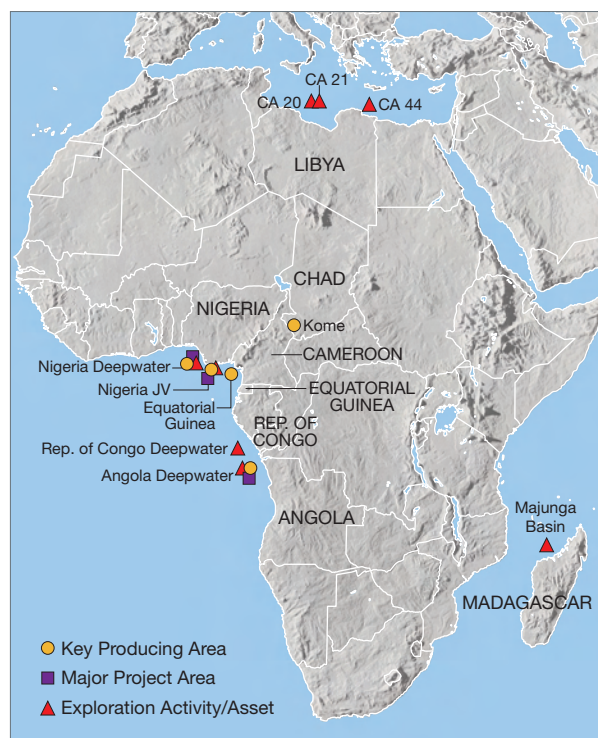 CA 21
CA 20
CA 44
LIBYA
CHAD
NIGERIA
Kome
CAMEROON
Nigeria Deepwater
Nigeria JV
EQUATORIAL
GUINEA
Equatorial
Guinea
REP. OF
CONGO
Rep. of Congo Deepwater
Angola Deepwater
ANGOLA
Majunga
Basin
MADAGASCAR
Key Producing Area
Major Project Area
Exploration Activity/Asset